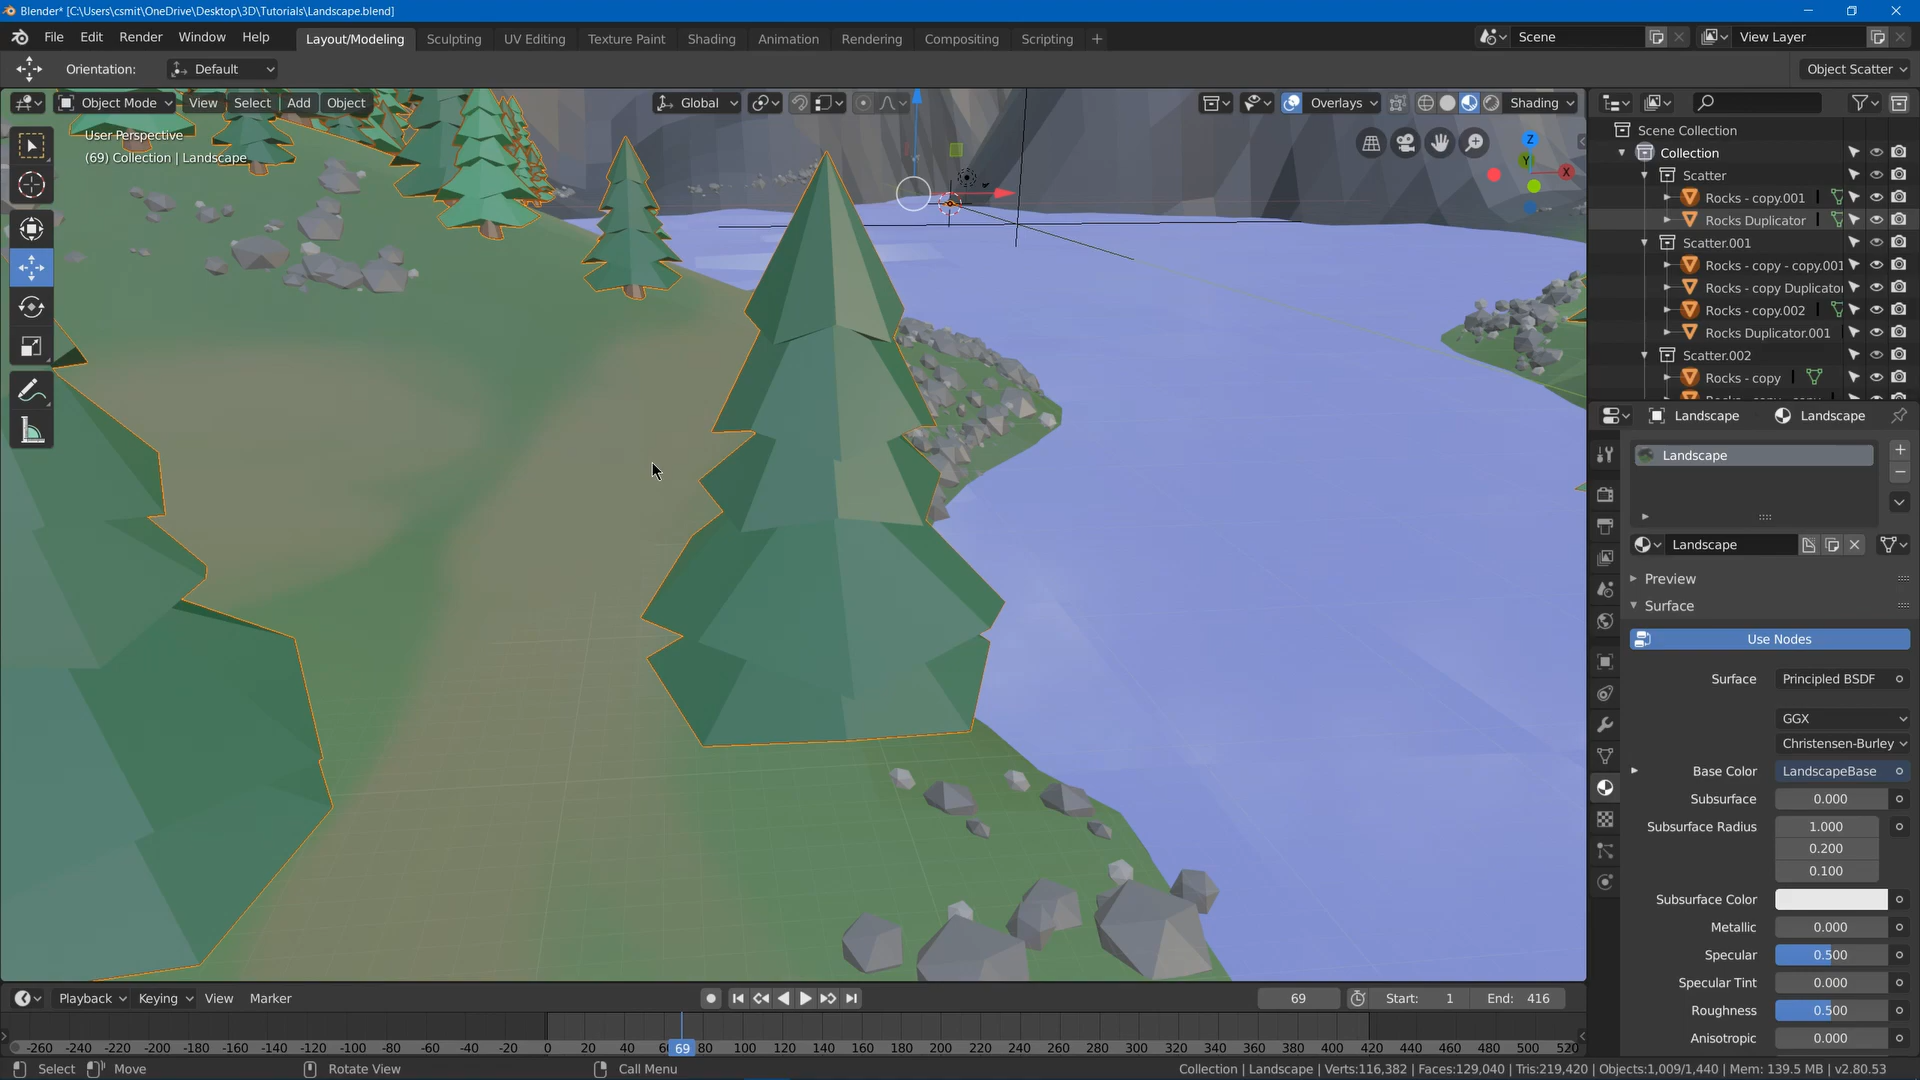 Blender* [C:\Users\csmit\OneDrive\Desktop\3D\Tutorials\Landscape.blend]
File Edit Render Window Help Layout/Modeling Sculpting UV Editing Texture Paint Shading Animation Rendering Compositing Scripting + Scene View Layer
Orientation: Default Object Scatter
Object Mode View Select Add Object Global Overlays Shading
User Perspective
(69) Collection | Landscape
Z
Y
X
Scene Collection
Collection
Scatter
Rocks - copy.001
Rocks Duplicator
Scatter.001
Rocks - copy - copy.001
Rocks - copy Duplicator
Rocks - copy.002
Rocks Duplicator.001
Scatter.002
Rocks - copy
Landscape Landscape
Landscape
Landscape
Preview
Surface
Use Nodes
Surface Principled BSDF
GGX
Christensen-Burley
Base Color LandscapeBase
Subsurface 0.000
Subsurface Radius 1.000
0.200
0.100
Subsurface Color
Metallic 0.000
Specular 0.500
Specular Tint 0.000
Roughness 0.500
Anisotropic 0.000
Playback Keying View Marker 69 Start: 1 End: 416
-260 -240 -220 -200 -180 -160 -140 -120 -100 -80 -60 -40 -20 0 20 40 69 80 100 120 140 160 180 200 220 240 260 280 300 320 340 360 380 400 420 440 460 480 500 520
Select Move Rotate View Call Menu Collection | Landscape | Verts:116,382 | Faces:129,040 | Tris:219,420 | Objects:1,009/1,440 | Mem: 139.5 MB | v2.80.53